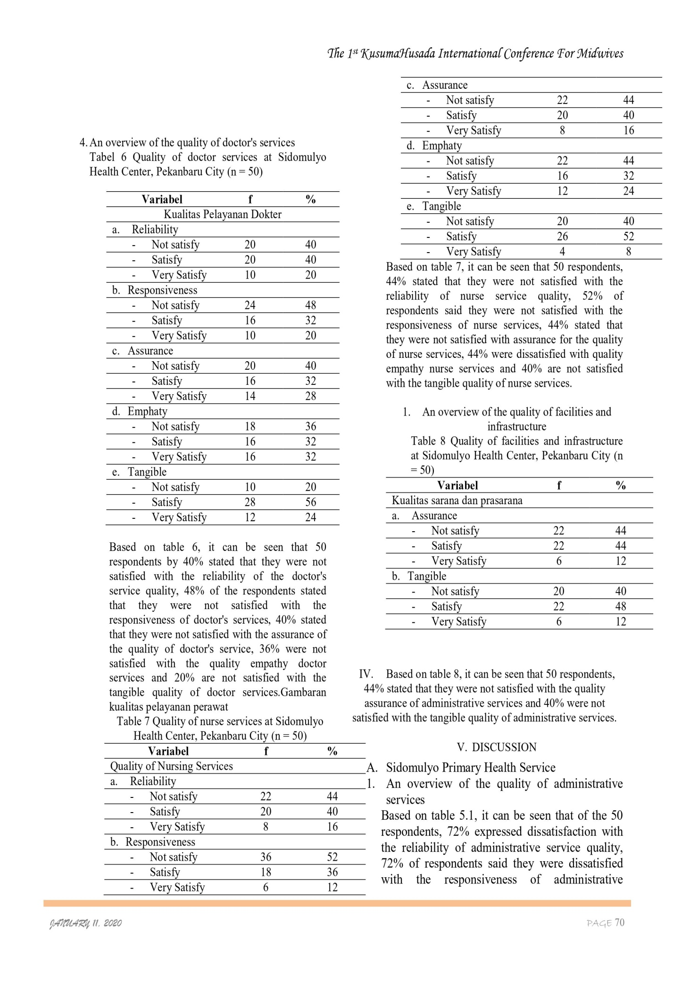 The 1st KusumaHusada International Conference For Midwives
4. An overview of the quality of doctor's services
Tabel 6 Quality of doctor services at Sidomulyo
Health Center, Pekanbaru City (n = 50)
Variabel f %
Kualitas Pelayanan Dokter
a. Reliability
- Not satisfy 20 40
- Satisfy 20 40
- Very Satisfy 10 20
b. Responsiveness
- Not satisfy 24 48
- Satisfy 16 32
- Very Satisfy 10 20
c. Assurance
- Not satisfy 20 40
- Satisfy 16 32
- Very Satisfy 14 28
d. Emphaty
- Not satisfy 18 36
- Satisfy 16 32
- Very Satisfy 16 32
e. Tangible
- Not satisfy 10 20
- Satisfy 28 56
- Very Satisfy 12 24
Based on table 6, it can be seen that 50
respondents by 40% stated that they were not
satisfied with the reliability of the doctor's
service quality, 48% of the respondents stated
that they were not satisfied with the
responsiveness of doctor's services, 40% stated
that they were not satisfied with the assurance of
the quality of doctor's service, 36% were not
satisfied with the quality empathy doctor
services and 20% are not satisfied with the
tangible quality of doctor services.Gambaran
kualitas pelayanan perawat
Table 7 Quality of nurse services at Sidomulyo
Health Center, Pekanbaru City (n = 50)
Variabel f %
Quality of Nursing Services
a. Reliability
- Not satisfy 22 44
- Satisfy 20 40
- Very Satisfy 8 16
b. Responsiveness
- Not satisfy 36 52
- Satisfy 18 36
- Very Satisfy 6 12
c. Assurance
- Not satisfy 22 44
- Satisfy 20 40
- Very Satisfy 8 16
d. Emphaty
- Not satisfy 22 44
- Satisfy 16 32
- Very Satisfy 12 24
e. Tangible
- Not satisfy 20 40
- Satisfy 26 52
- Very Satisfy 4 8
Based on table 7, it can be seen that 50 respondents,
44% stated that they were not satisfied with the
reliability of nurse service quality, 52% of
respondents said they were not satisfied with the
responsiveness of nurse services, 44% stated that
they were not satisfied with assurance for the quality
of nurse services, 44% were dissatisfied with quality
empathy nurse services and 40% are not satisfied
with the tangible quality of nurse services.
1. An overview of the quality of facilities and
infrastructure
Table 8 Quality of facilities and infrastructure
at Sidomulyo Health Center, Pekanbaru City (n
= 50)
Variabel f %
Kualitas sarana dan prasarana
a. Assurance
- Not satisfy 22 44
- Satisfy 22 44
- Very Satisfy 6 12
b. Tangible
- Not satisfy 20 40
- Satisfy 22 48
- Very Satisfy 6 12
IV. Based on table 8, it can be seen that 50 respondents,
44% stated that they were not satisfied with the quality
assurance of administrative services and 40% were not
satisfied with the tangible quality of administrative services.
V. DISCUSSION
A. Sidomulyo Primary Health Service
1. An overview of the quality of administrative
services
Based on table 5.1, it can be seen that of the 50
respondents, 72% expressed dissatisfaction with
the reliability of administrative service quality,
72% of respondents said they were dissatisfied
with the responsiveness of administrative
JANUARY 11, 2020
PAGE 70